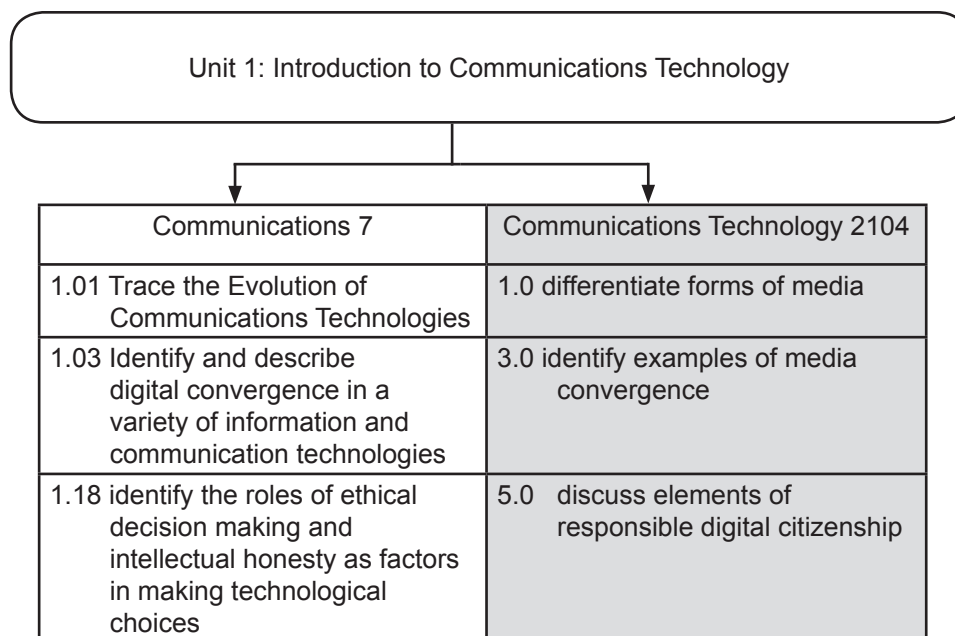 Unit 1: Introduction to Communications Technology
Communications 7
Communications Technology 2104
1.01 Trace the Evolution of
Communications Technologies
1.0 differentiate forms of media
1.03 Identify and describe
digital convergence in a
variety of information and
communication technologies
3.0 identify examples of media
convergence
1.18 identify the roles of ethical
decision making and
intellectual honesty as factors
in making technological
choices
5.0 discuss elements of
responsible digital citizenship